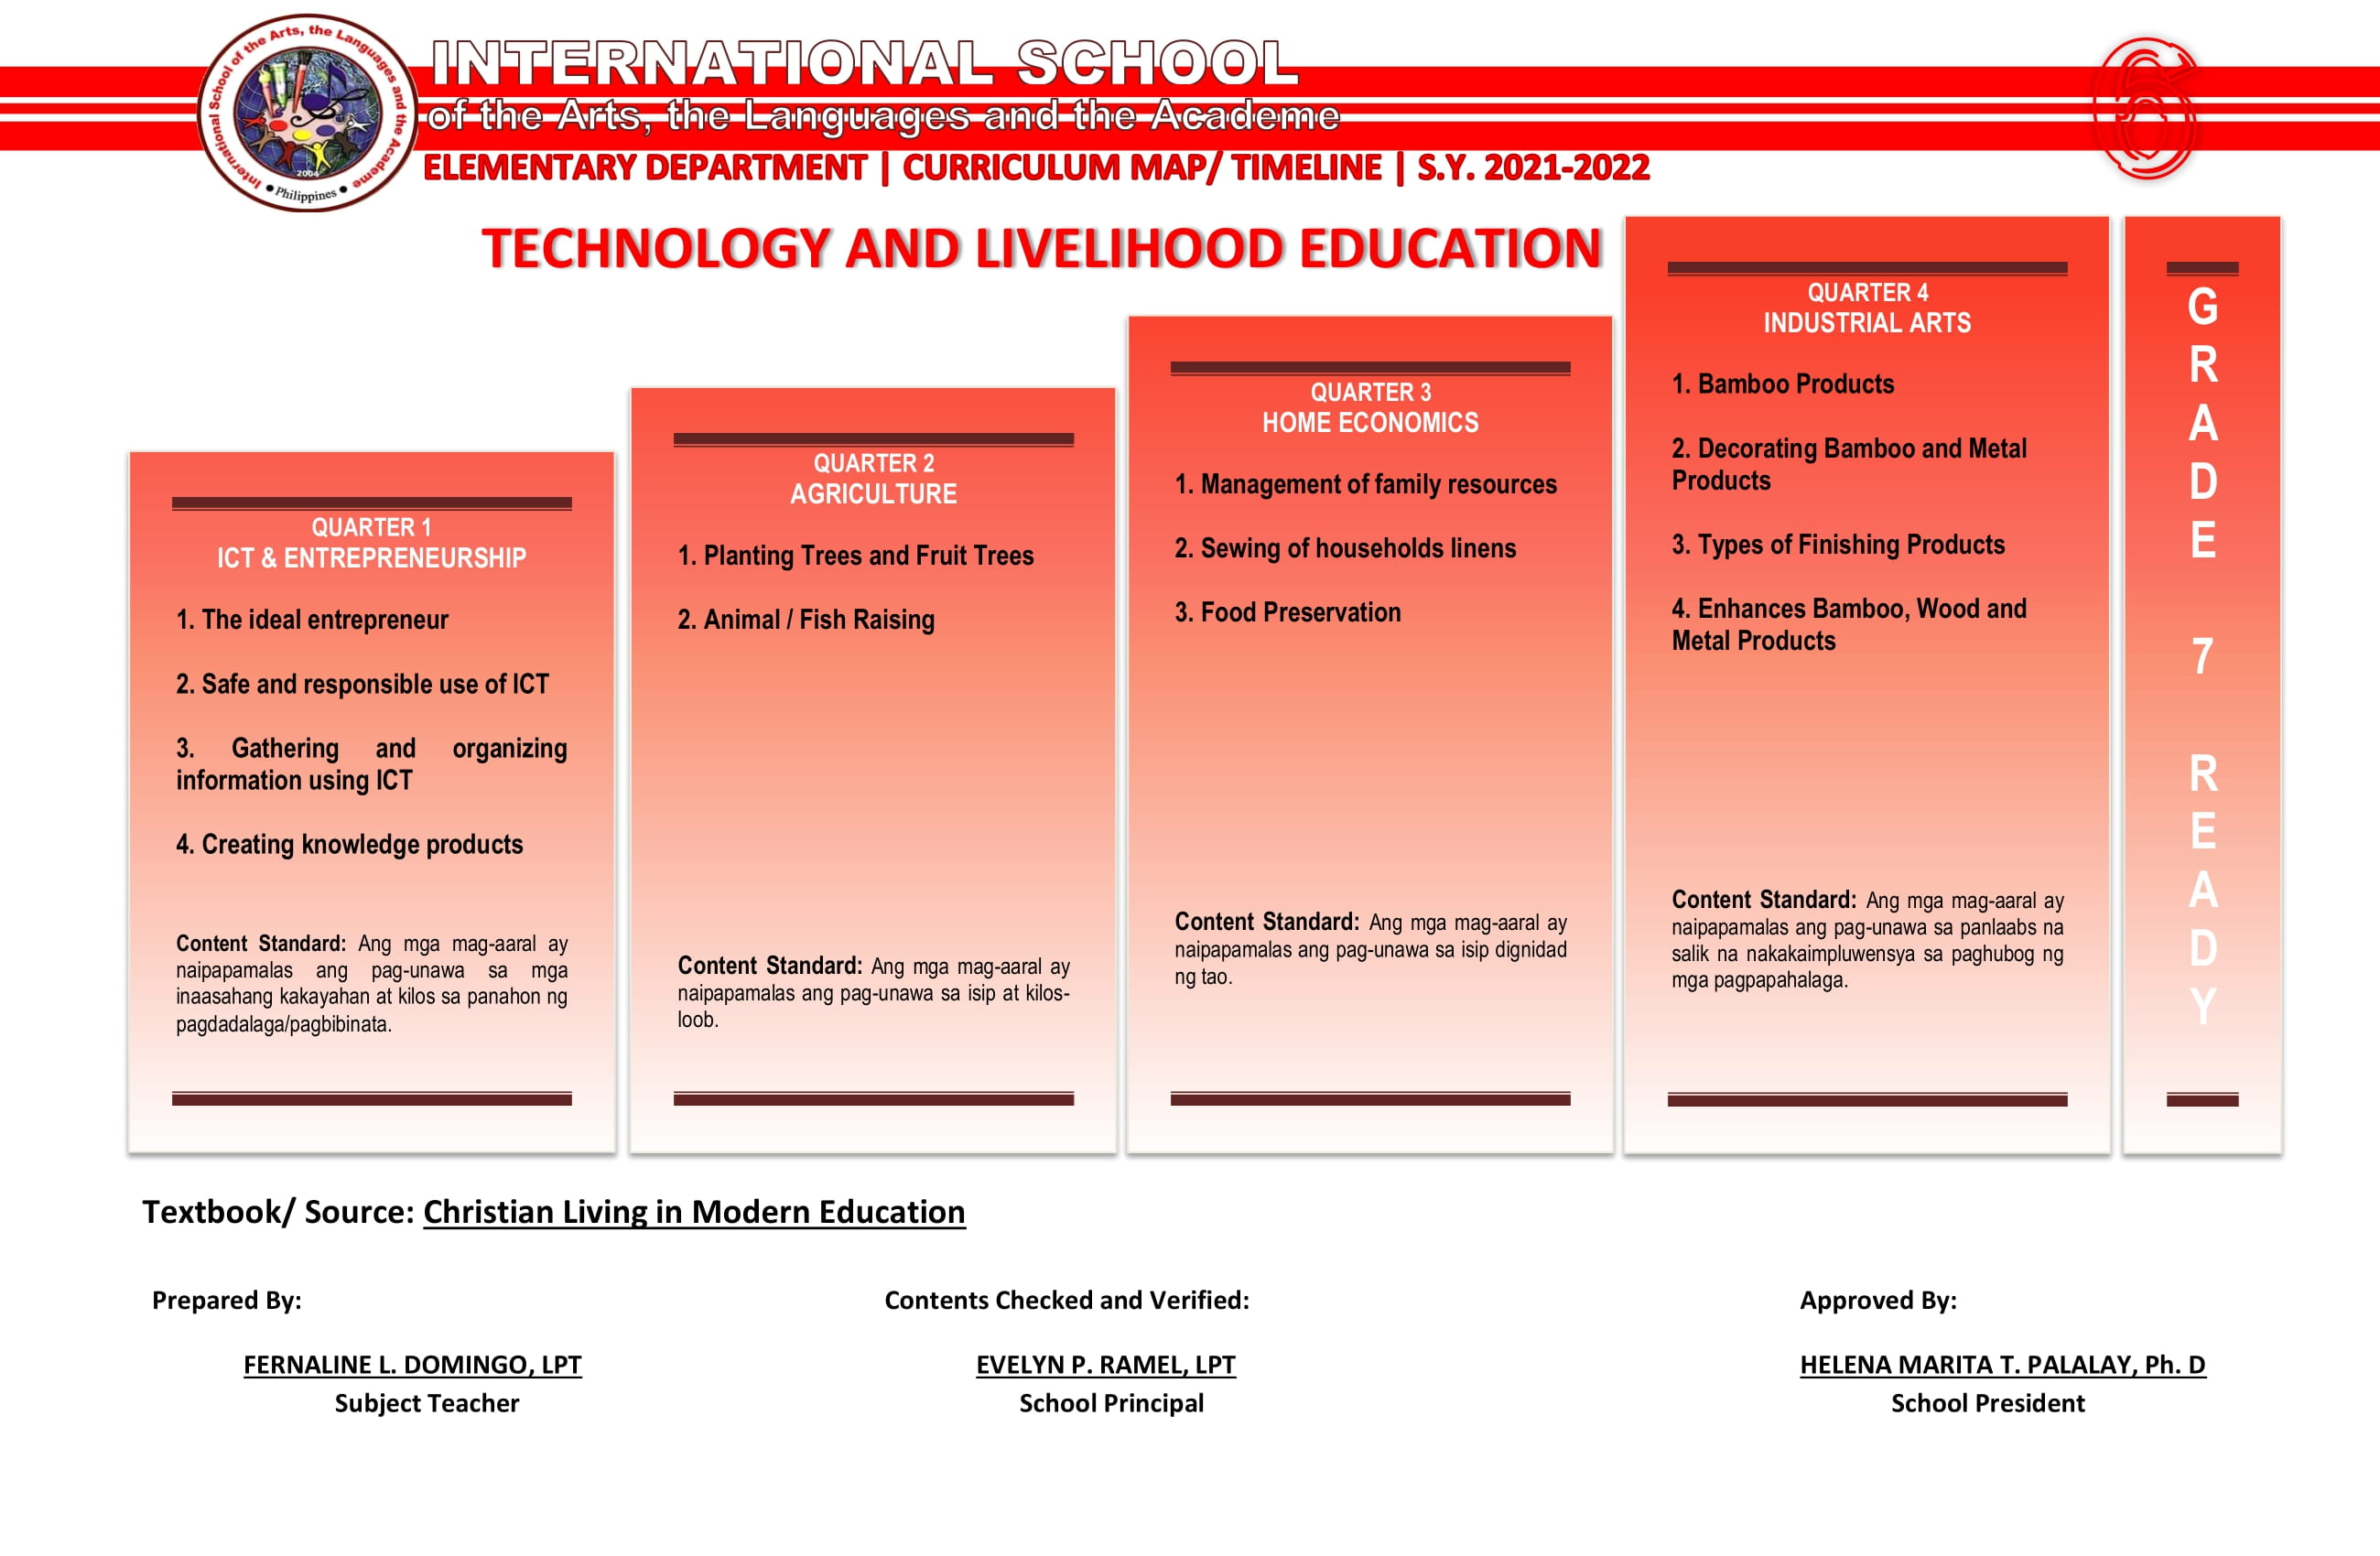 International School of the Arts, the Languages and the Academe
2004
• Philippines •
INTERNATIONAL SCHOOL
of the Arts, the Languages and the Academe
ELEMENTARY DEPARTMENT | CURRICULUM MAP/ TIMELINE | S.Y. 2021-2022
6
TECHNOLOGY AND LIVELIHOOD EDUCATION
QUARTER 1
ICT & ENTREPRENEURSHIP
1. The ideal entrepreneur
2. Safe and responsible use of ICT
3. Gathering and organizing
information using ICT
4. Creating knowledge products
Content Standard: Ang mga mag-aaral ay
naipapamalas ang pag-unawa sa mga
inaasahang kakayahan at kilos sa panahon ng
pagdadalaga/pagbibinata.
QUARTER 2
AGRICULTURE
1. Planting Trees and Fruit Trees
2. Animal / Fish Raising
Content Standard: Ang mga mag-aaral ay
naipapamalas ang pag-unawa sa isip at kilos-
loob.
QUARTER 3
HOME ECONOMICS
1. Management of family resources
2. Sewing of households linens
3. Food Preservation
Content Standard: Ang mga mag-aaral ay
naipapamalas ang pag-unawa sa isip dignidad
ng tao.
QUARTER 4
INDUSTRIAL ARTS
1. Bamboo Products
2. Decorating Bamboo and Metal
Products
3. Types of Finishing Products
4. Enhances Bamboo, Wood and
Metal Products
Content Standard: Ang mga mag-aaral ay
naipapamalas ang pag-unawa sa panlaabs na
salik na nakakaimpluwensya sa paghubog ng
mga pagpapahalaga.
G
R
A
D
E
7
R
E
A
D
Y
Textbook/ Source: Christian Living in Modern Education
Prepared By:
FERNALINE L. DOMINGO, LPT
Subject Teacher
Contents Checked and Verified:
EVELYN P. RAMEL, LPT
School Principal
Approved By:
HELENA MARITA T. PALALAY, Ph. D
School President